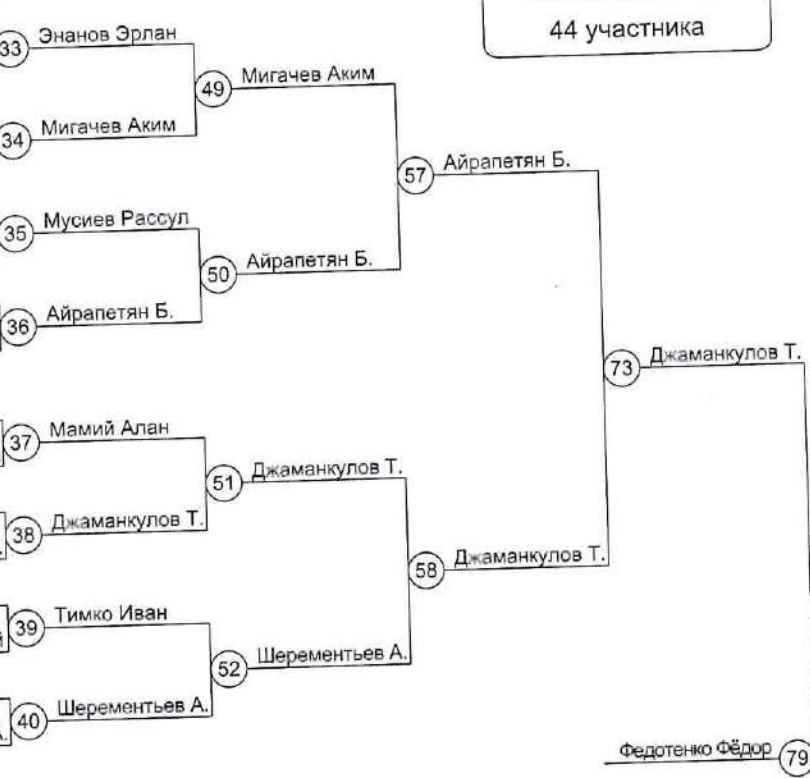 44 участника
33 Энанов Эрлан
49 Мигачев Аким
34 Мигачев Аким
57 Айрапетян Б.
35 Мусиев Рассул
50 Айрапетян Б.
36 Айрапетян Б.
73 Джаманкулов Т.
37 Мамий Алан
51 Джаманкулов Т.
38 Джаманкулов Т.
58 Джаманкулов Т.
39 Тимко Иван
52 Шерементьев А.
40 Шерементьев А.
Федотенко Фёдор 79